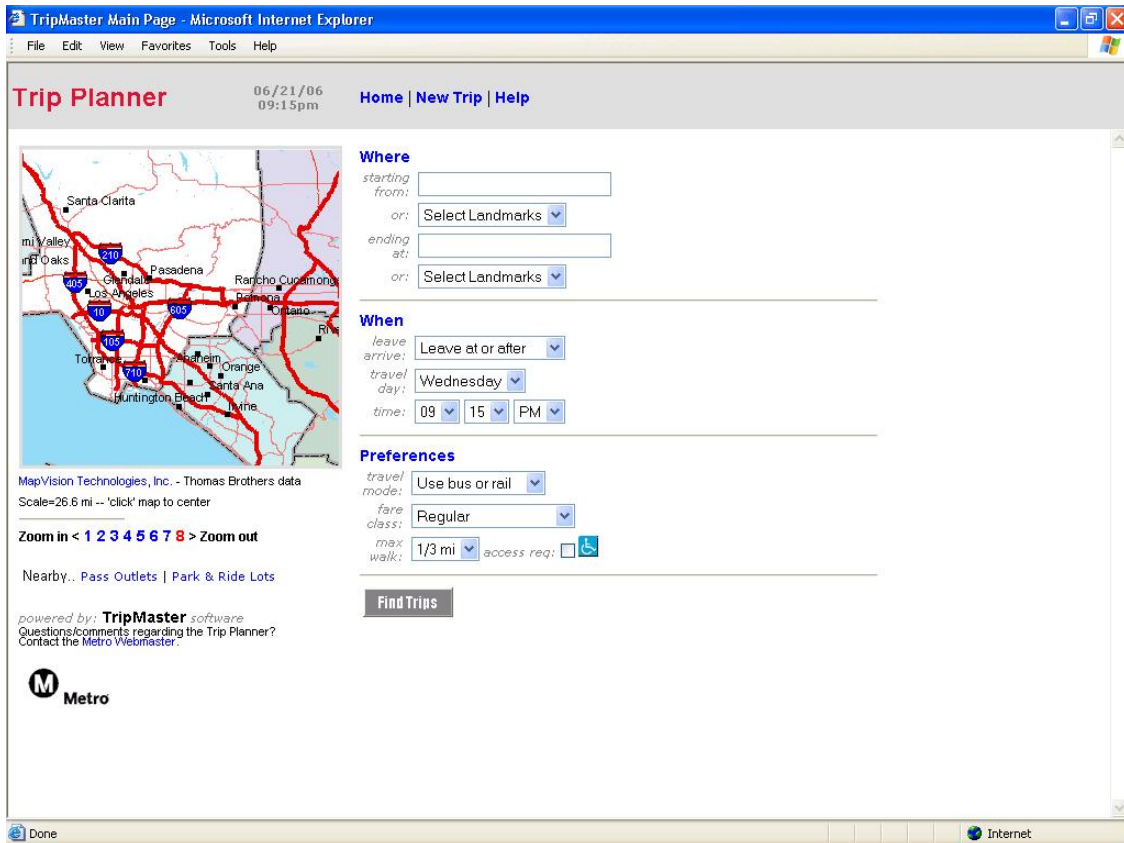 TripMaster Main Page - Microsoft Internet Explorer
File Edit View Favorites Tools Help
Trip Planner
06/21/06
09:15pm
Home | New Trip | Help
Santa Clarita
mi Valley
nd Oaks
210
405
Glendale
Pasadena
Los Angeles
Rancho Cucamong
Pomona
10
605
Ontario
Rive
105
Torrance
710
Anaheim
Orange
Santa Ana
Huntington Beach
Irvine
MapVision Technologies, Inc. - Thomas Brothers data
Scale=26.6 mi -- 'click' map to center
Zoom in < 1 2 3 4 5 6 7 8 > Zoom out
Nearby.. Pass Outlets | Park & Ride Lots
powered by: TripMaster software
Questions/comments regarding the Trip Planner?
Contact the Metro Webmaster.
M Metro
Where
starting
from:
or: Select Landmarks
ending
at:
or: Select Landmarks
When
leave
arrive: Leave at or after
travel
day: Wednesday
time: 09 15 PM
Preferences
travel
mode: Use bus or rail
fare
class: Regular
max
walk: 1/3 mi access req:
Find Trips
Done
Internet